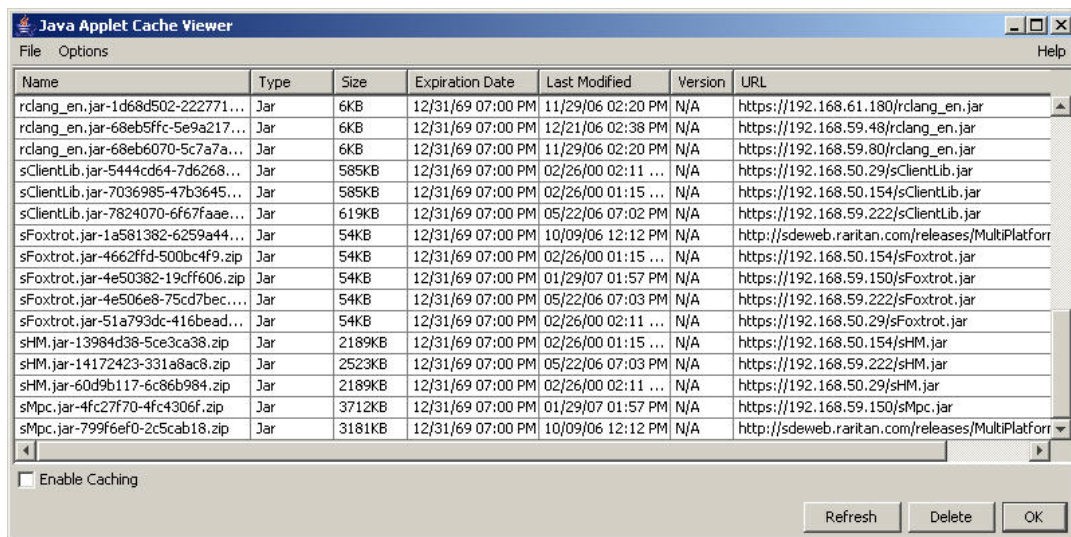 Java Applet Cache Viewer
File Options Help
Name Type Size Expiration Date Last Modified Version URL
rclang_en.jar-1d68d502-222771... Jar 6KB 12/31/69 07:00 PM 11/29/06 02:20 PM N/A https://192.168.61.180/rclang_en.jar
rclang_en.jar-68eb5ffc-5e9a217... Jar 6KB 12/31/69 07:00 PM 12/21/06 02:38 PM N/A https://192.168.59.48/rclang_en.jar
rclang_en.jar-68eb6070-5c7a7a... Jar 6KB 12/31/69 07:00 PM 11/29/06 02:20 PM N/A https://192.168.59.80/rclang_en.jar
sClientLib.jar-5444cd64-7d6268... Jar 585KB 12/31/69 07:00 PM 02/26/00 02:11 ... N/A https://192.168.50.29/sClientLib.jar
sClientLib.jar-7036985-47b3645... Jar 585KB 12/31/69 07:00 PM 02/26/00 01:15 ... N/A https://192.168.50.154/sClientLib.jar
sClientLib.jar-7824070-6f67faae... Jar 619KB 12/31/69 07:00 PM 05/22/06 07:02 PM N/A https://192.168.59.222/sClientLib.jar
sFoxtrot.jar-1a581382-6259a44... Jar 54KB 12/31/69 07:00 PM 10/09/06 12:12 PM N/A http://sdeweb.raritan.com/releases/MultiPlatforr
sFoxtrot.jar-4662ffd-500bc4f9.zip Jar 54KB 12/31/69 07:00 PM 02/26/00 01:15 ... N/A https://192.168.50.154/sFoxtrot.jar
sFoxtrot.jar-4e50382-19cff606.zip Jar 54KB 12/31/69 07:00 PM 01/29/07 01:57 PM N/A https://192.168.59.150/sFoxtrot.jar
sFoxtrot.jar-4e506e8-75cd7bec.... Jar 54KB 12/31/69 07:00 PM 05/22/06 07:03 PM N/A https://192.168.59.222/sFoxtrot.jar
sFoxtrot.jar-51a793dc-416bead... Jar 54KB 12/31/69 07:00 PM 02/26/00 02:11 ... N/A https://192.168.50.29/sFoxtrot.jar
sHM.jar-13984d38-5ce3ca38.zip Jar 2189KB 12/31/69 07:00 PM 02/26/00 01:15 ... N/A https://192.168.50.154/sHM.jar
sHM.jar-14172423-331a8ac8.zip Jar 2523KB 12/31/69 07:00 PM 05/22/06 07:03 PM N/A https://192.168.59.222/sHM.jar
sHM.jar-60d9b117-6c86b984.zip Jar 2189KB 12/31/69 07:00 PM 02/26/00 02:11 ... N/A https://192.168.50.29/sHM.jar
sMpc.jar-4fc27f70-4fc4306f.zip Jar 3712KB 12/31/69 07:00 PM 01/29/07 01:57 PM N/A https://192.168.59.150/sMpc.jar
sMpc.jar-799f6ef0-2c5cab18.zip Jar 3181KB 12/31/69 07:00 PM 10/09/06 12:12 PM N/A http://sdeweb.raritan.com/releases/MultiPlatforr
Enable Caching
Refresh Delete OK